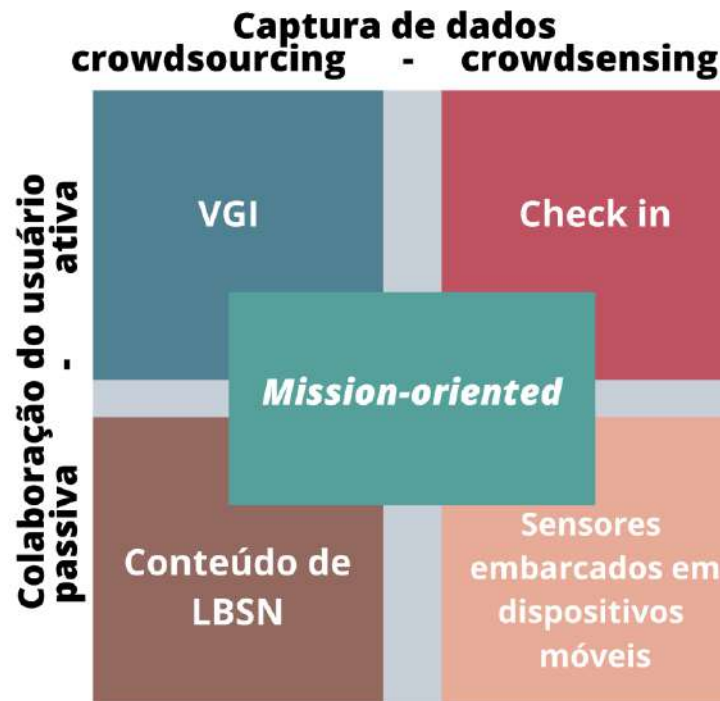 Captura de dados
crowdsourcing - crowdsensing
Colaboração do usuário
passiva - ativa
VGI
Check in
Mission-oriented
Conteúdo de
LBSN
Sensores
embarcados em
dispositivos
móveis